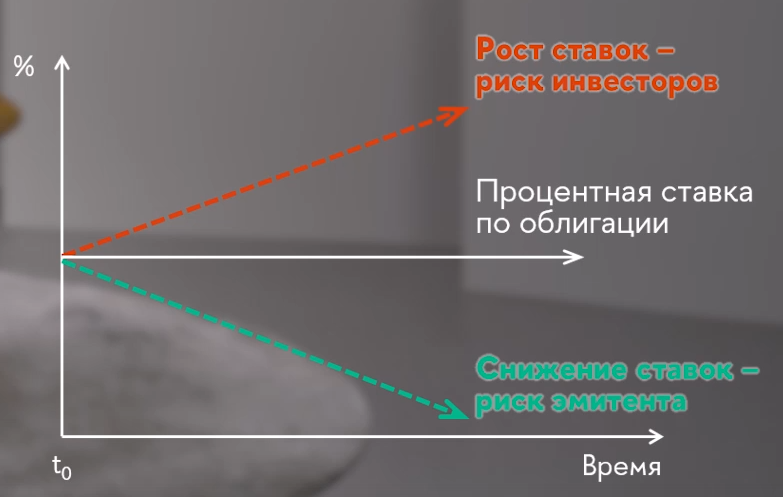 %
Рост ставок –
риск инвесторов
Процентная ставка
по облигации
Снижение ставок –
риск эмитента
t₀
Время